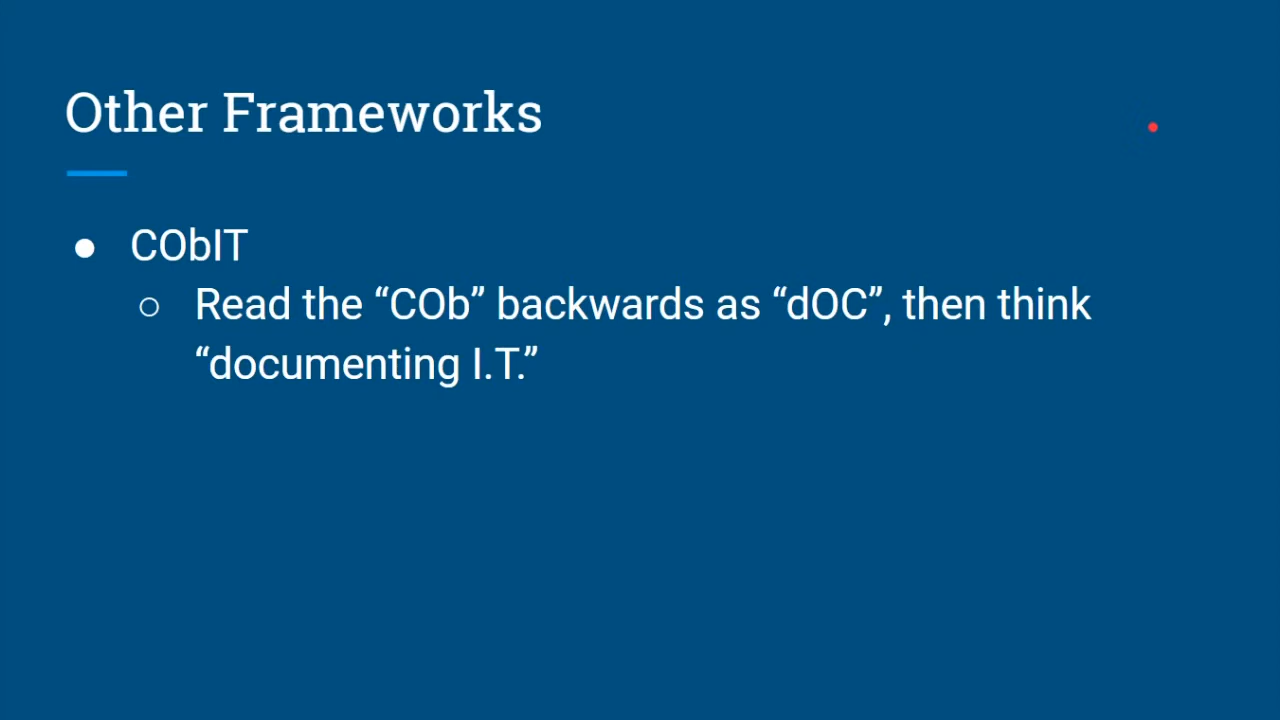 Other Frameworks
● CObIT
○ Read the “COb” backwards as “dOC”, then think
“documenting I.T.”